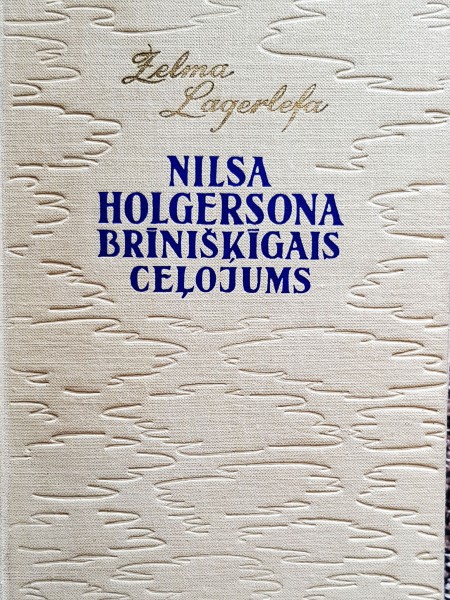 Zelma
Lagerlefa
NILSA
HOLGERSONA
BRĪNIŠĶĪGAIS
CEĻOJUMS